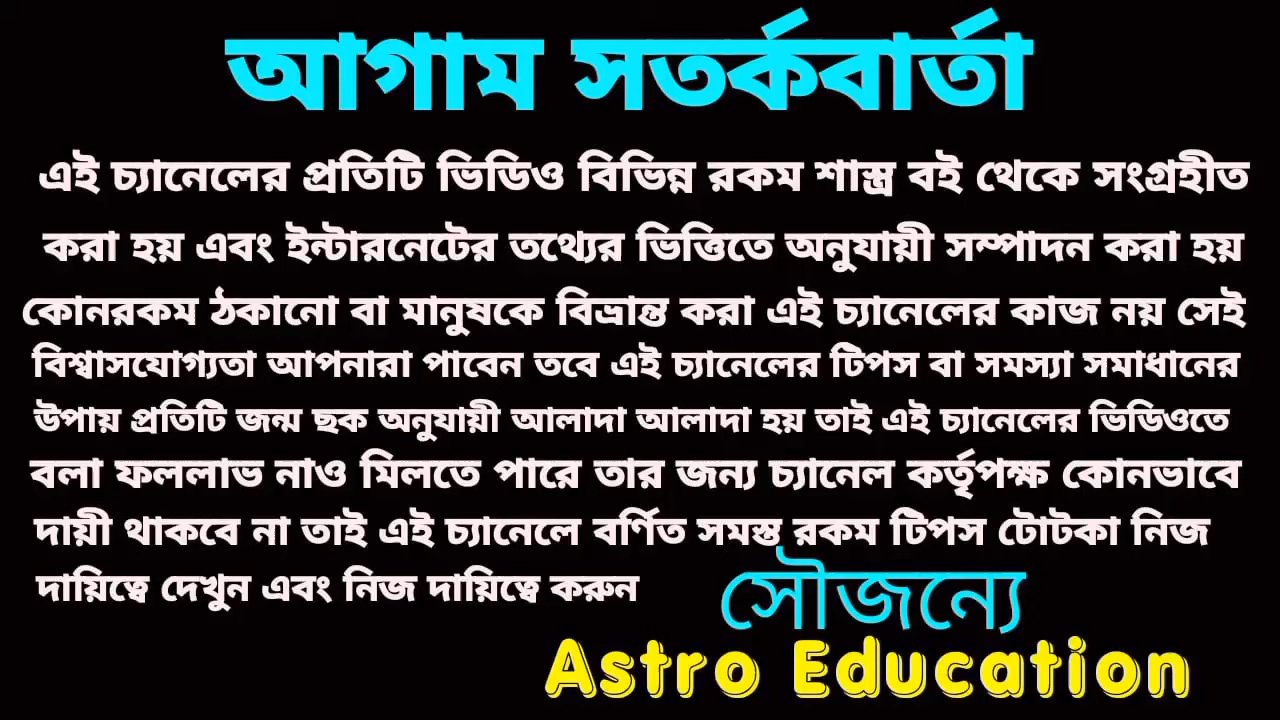 আগাম সতর্কবার্তা
এই চ্যানেলের প্রতিটি ভিডিও বিভিন্ন রকম শাস্ত্র বই থেকে সংগ্রহীত
করা হয় এবং ইন্টারনেটের তথ্যের ভিত্তিতে অনুযায়ী সম্পাদন করা হয়
কোনরকম ঠকানো বা মানুষকে বিভ্রান্ত করা এই চ্যানেলের কাজ নয় সেই
বিশ্বাসযোগ্যতা আপনারা পাবেন তবে এই চ্যানেলের টিপস বা সমস্যা সমাধানের
উপায় প্রতিটি জন্ম ছক অনুযায়ী আলাদা আলাদা হয় তাই এই চ্যানেলের ভিডিওতে
বলা ফললাভ নাও মিলতে পারে তার জন্য চ্যানেল কর্তৃপক্ষ কোনভাবে
দায়ী থাকবে না তাই এই চ্যানেলে বর্ণিত সমস্ত রকম টিপস টোটকা নিজ
দায়িত্বে দেখুন এবং নিজ দায়িত্বে করুন
সৌজন্যে
Astro Education